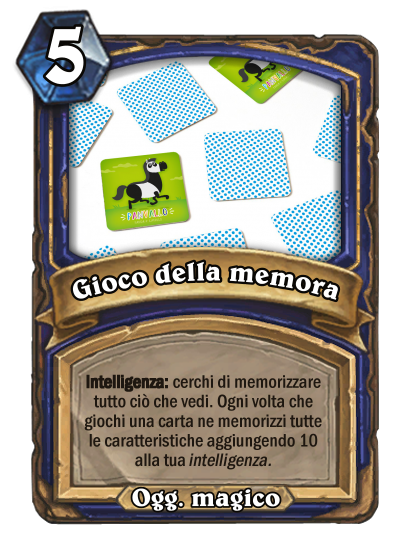 5
Gioco della memora
Intelligenza: cerchi di memorizzare
tutto ciò che vedi. Ogni volta che
giochi una carta ne memorizzi tutte
le caratteristiche aggiungendo 10
alla tua intelligenza.
Ogg. magico